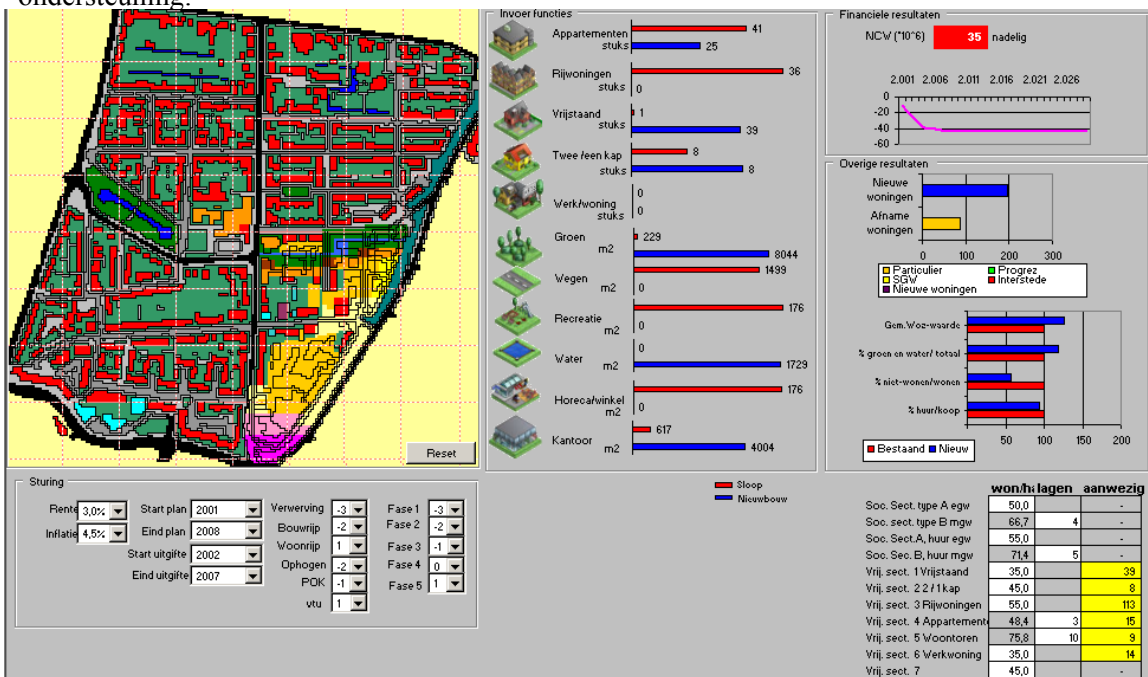 ondersteuning.
Invoer functies
Appartementen
stuks
41
25
Rijwoningen
stuks
36
0
Vrijstaand
stuks
1
39
Twee /een kap
stuks
8
8
Werk/woning
stuks
0
0
Groen
m2
229
8044
Wegen
m2
1499
0
Recreatie
m2
176
0
Water
m2
0
1729
Horeca/winkel
m2
176
0
Kantoor
m2
617
4004
Sloop
Nieuwbouw
Reset
Financiele resultaten
NCW (*10^6) 35 nadelig
2.001 2.006 2.011 2.016 2.021 2.026
0
-20
-40
-60
Overige resultaten
Nieuwe
woningen
Afname
woningen
0 100 200 300
Particulier Progrez
SGW Interstede
Nieuwe woningen
Gem.Woz-waarde
% groen en water/ totaal
% niet-wonen/wonen
% huur/koop
50 100 150 200
Bestaand Nieuw
Sturing
Rente 3,0%
Inflatie 4,5%
Start plan 2001
Eind plan 2008
Start uitgifte 2002
Eind uitgifte 2007
Verwerving -3
Bouwrijp -2
Woonrijp 1
Ophogen -2
POK -1
vtu 1
Fase 1 -3
Fase 2 -2
Fase 3 -1
Fase 4 0
Fase 5 1
won/ha lagen aanwezig
Soc. Sect. type A egw 50,0 -
Soc. sect. type B mgw 66,7 4 -
Soc. Sect.A, huur egw 55,0 -
Soc. Sec. B, huur mgw 71,4 5 -
Vrij. sect. 1 Vrijstaand 35,0 39
Vrij. sect. 2 2 / 1 kap 45,0 8
Vrij. sect. 3 Rijwoningen 55,0 113
Vrij. sect. 4 Appartement 48,4 3 15
Vrij. sect. 5 Woontoren 75,8 10 9
Vrij. sect. 6 Werkwoning 35,0 14
Vrij. sect. 7 45,0 -